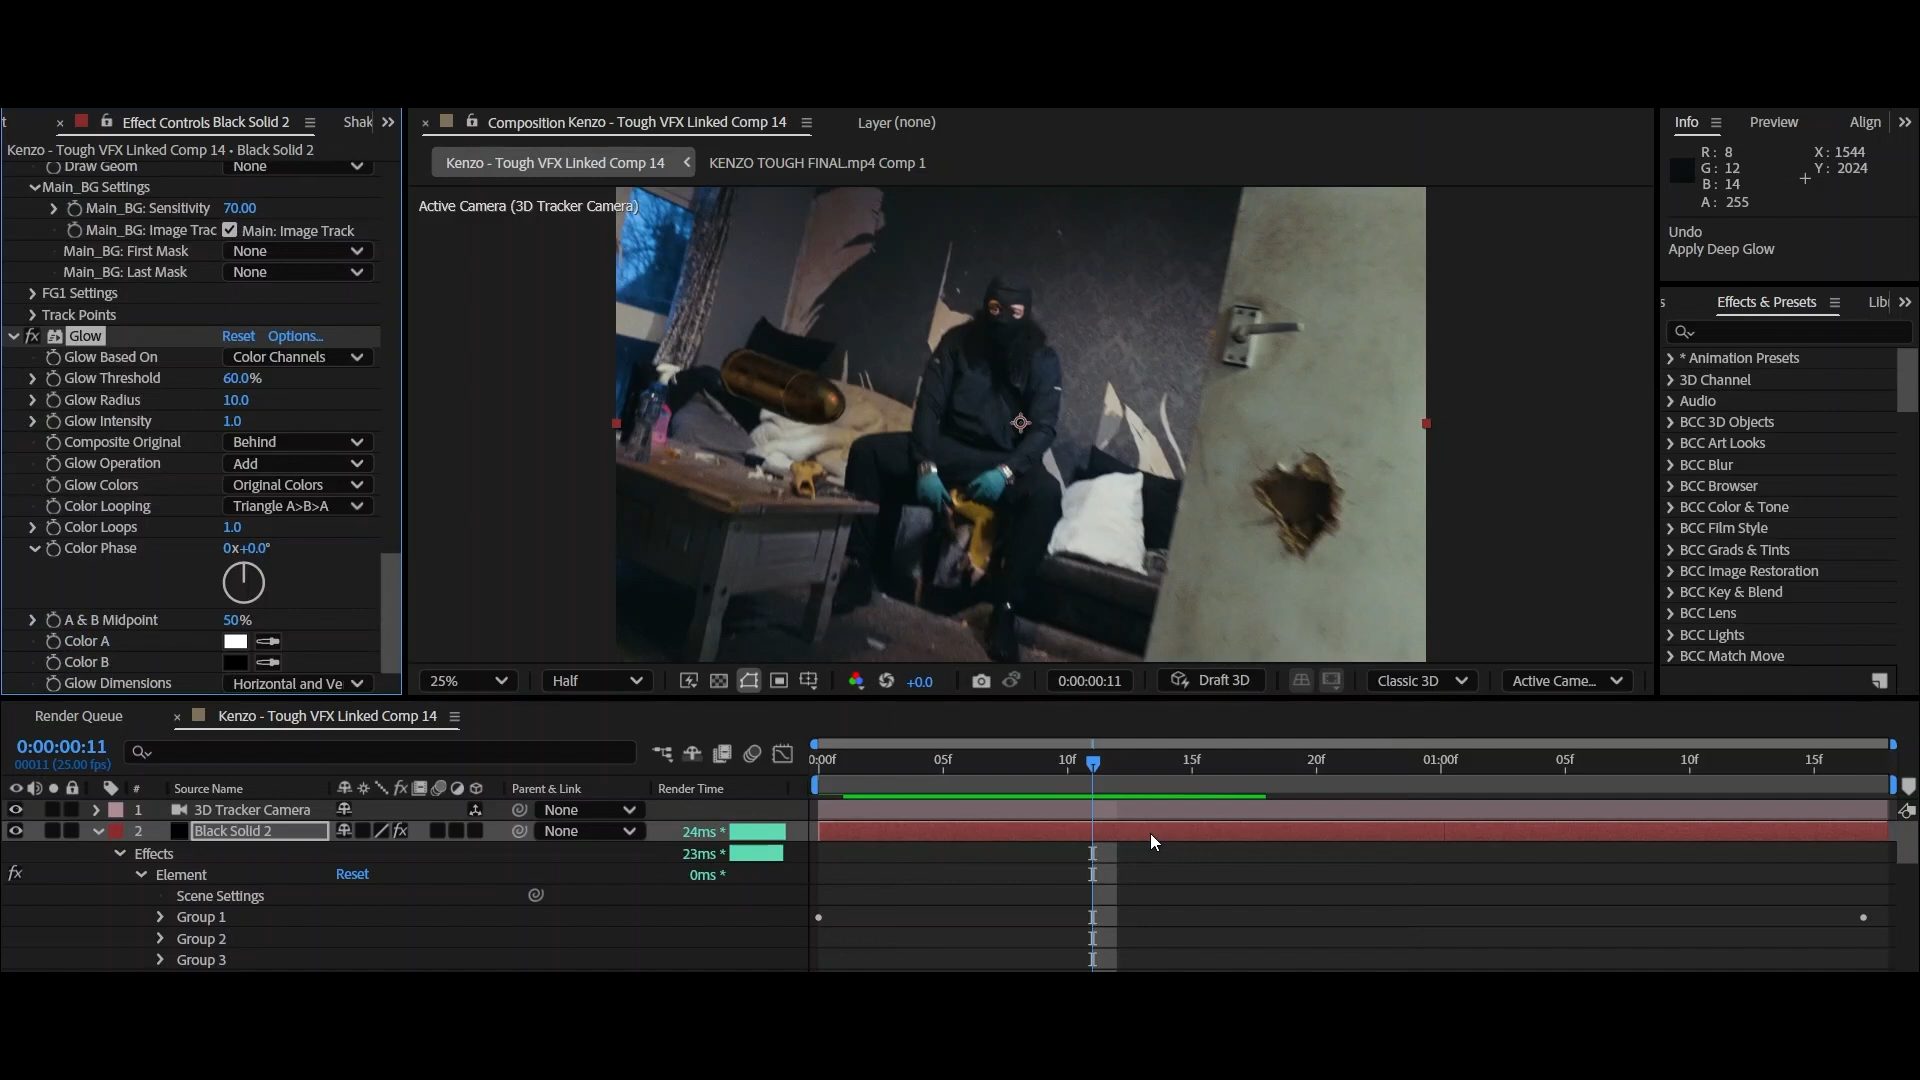 t
×
Effect Controls Black Solid 2
Shak
Kenzo - Tough VFX Linked Comp 14 • Black Solid 2
Draw Geom
None
Main_BG Settings
Main_BG: Sensitivity
70.00
Main_BG: Image Trac
Main: Image Track
Main_BG: First Mask
None
Main_BG: Last Mask
None
FG1 Settings
Track Points
fx
Glow
Reset
Options...
Glow Based On
Color Channels
Glow Threshold
60.0%
Glow Radius
10.0
Glow Intensity
1.0
Composite Original
Behind
Glow Operation
Add
Glow Colors
Original Colors
Color Looping
Triangle A>B>A
Color Loops
1.0
Color Phase
0x+0.0°
A & B Midpoint
50%
Color A
Color B
Glow Dimensions
Horizontal and Ve
×
Composition Kenzo - Tough VFX Linked Comp 14
Layer (none)
Kenzo - Tough VFX Linked Comp 14
KENZO TOUGH FINAL.mp4 Comp 1
Active Camera (3D Tracker Camera)
25%
Half
+0.0
0:00:00:11
Draft 3D
Classic 3D
Active Came...
Info
Preview
Align
R: 8
G: 12
B: 14
A: 255
X: 1544
Y: 2024
Undo
Apply Deep Glow
s
Effects & Presets
Libi
* Animation Presets
3D Channel
Audio
BCC 3D Objects
BCC Art Looks
BCC Blur
BCC Browser
BCC Color & Tone
BCC Film Style
BCC Grads & Tints
BCC Image Restoration
BCC Key & Blend
BCC Lens
BCC Lights
BCC Match Move
Render Queue
×
Kenzo - Tough VFX Linked Comp 14
0:00:00:11
00011 (25.00 fps)
0:00f
05f
10f
15f
20f
01:00f
05f
10f
15f
#
Source Name
fx
Parent & Link
Render Time
1
3D Tracker Camera
None
2
Black Solid 2
fx
None
24ms *
Effects
23ms *
fx
Element
Reset
0ms *
Scene Settings
Group 1
Group 2
Group 3